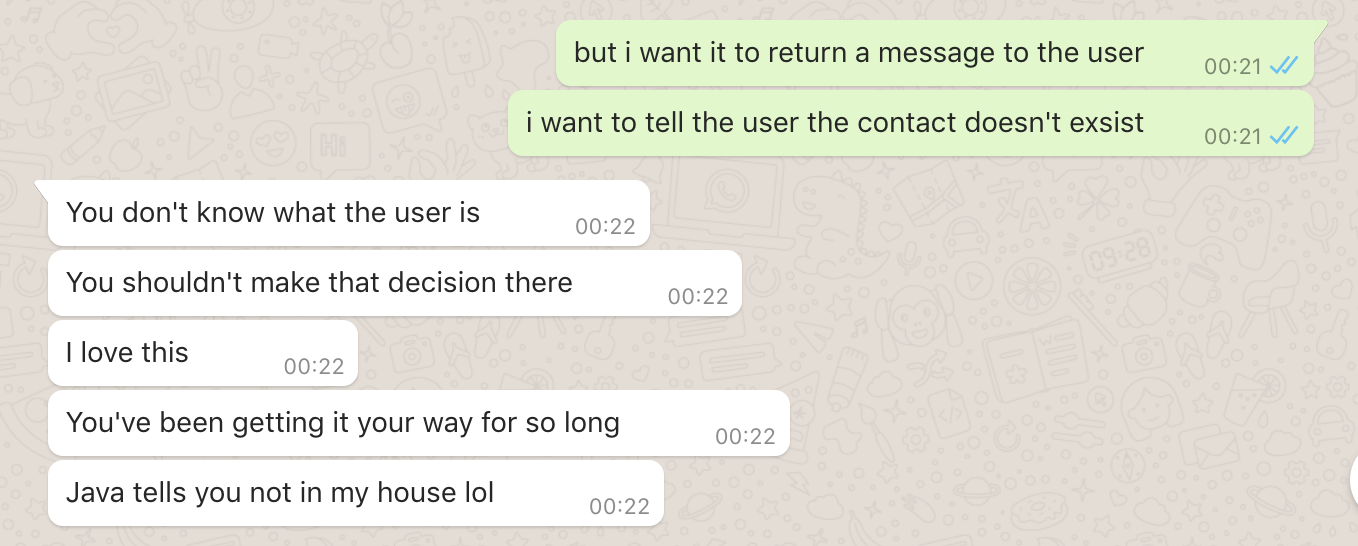 but i want it to return a message to the user
00:21
i want to tell the user the contact doesn't exsist
00:21
You don't know what the user is
00:22
You shouldn't make that decision there
00:22
I love this
00:22
You've been getting it your way for so long
00:22
Java tells you not in my house lol
00:22
Hi
09:28